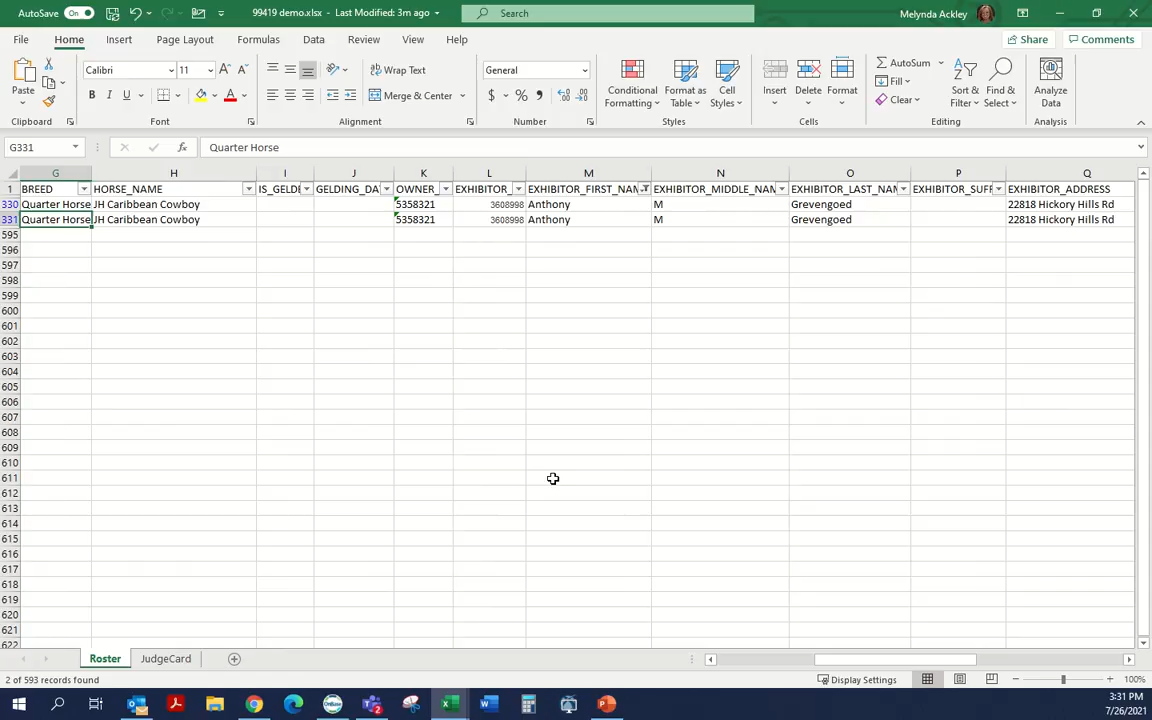 AutoSave On 99419 demo.xlsx - Last Modified: 3m ago Search Melynda Ackley
File Home Insert Page Layout Formulas Data Review View Help Share Comments
Paste Calibri 11 A A Wrap Text General Conditional Formatting Format as Table Cell Styles Insert Delete Format AutoSum Fill Clear Sort & Filter Find & Select Analyze Data
B I U A Merge & Center $ % 9
Clipboard Font Alignment Number Styles Cells Editing Analysis
G331 fx Quarter Horse
G H I J K L M N O P Q
1 BREED HORSE_NAME IS_GELDI GELDING_DA OWNER_ EXHIBITOR_ EXHIBITOR_FIRST_NAM EXHIBITOR_MIDDLE_NAM EXHIBITOR_LAST_NA EXHIBITOR_SUFF EXHIBITOR_ADDRESS
330 Quarter Horse JH Caribbean Cowboy 5358321 3608998 Anthony M Grevengoed 22818 Hickory Hills Rd
331 Quarter Horse JH Caribbean Cowboy 5358321 3608998 Anthony M Grevengoed 22818 Hickory Hills Rd
595
596
597
598
599
600
601
602
603
604
605
606
607
608
609
610
611
612
613
614
615
616
617
618
619
620
621
622
Roster JudgeCard
2 of 593 records found Display Settings 100%
3:31 PM
7/26/2021